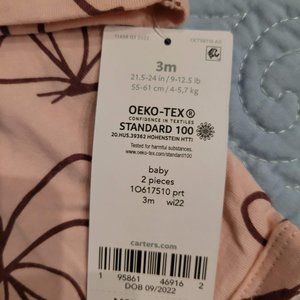 3m
21.5-24 in / 9-12.5 lb
55-61 cm / 4-5,7 kg
OEKO-TEX®
CONFIDENCE IN TEXTILES
STANDARD 100
20.HUS.39362 HOHENSTEIN HTTI
Tested for harmful substances.
www.oeko-tex.com/standard100
baby
2 pieces
1O617510 prt
3m wi22
carters.com
1 95861 46916 2
DOB 09/2022